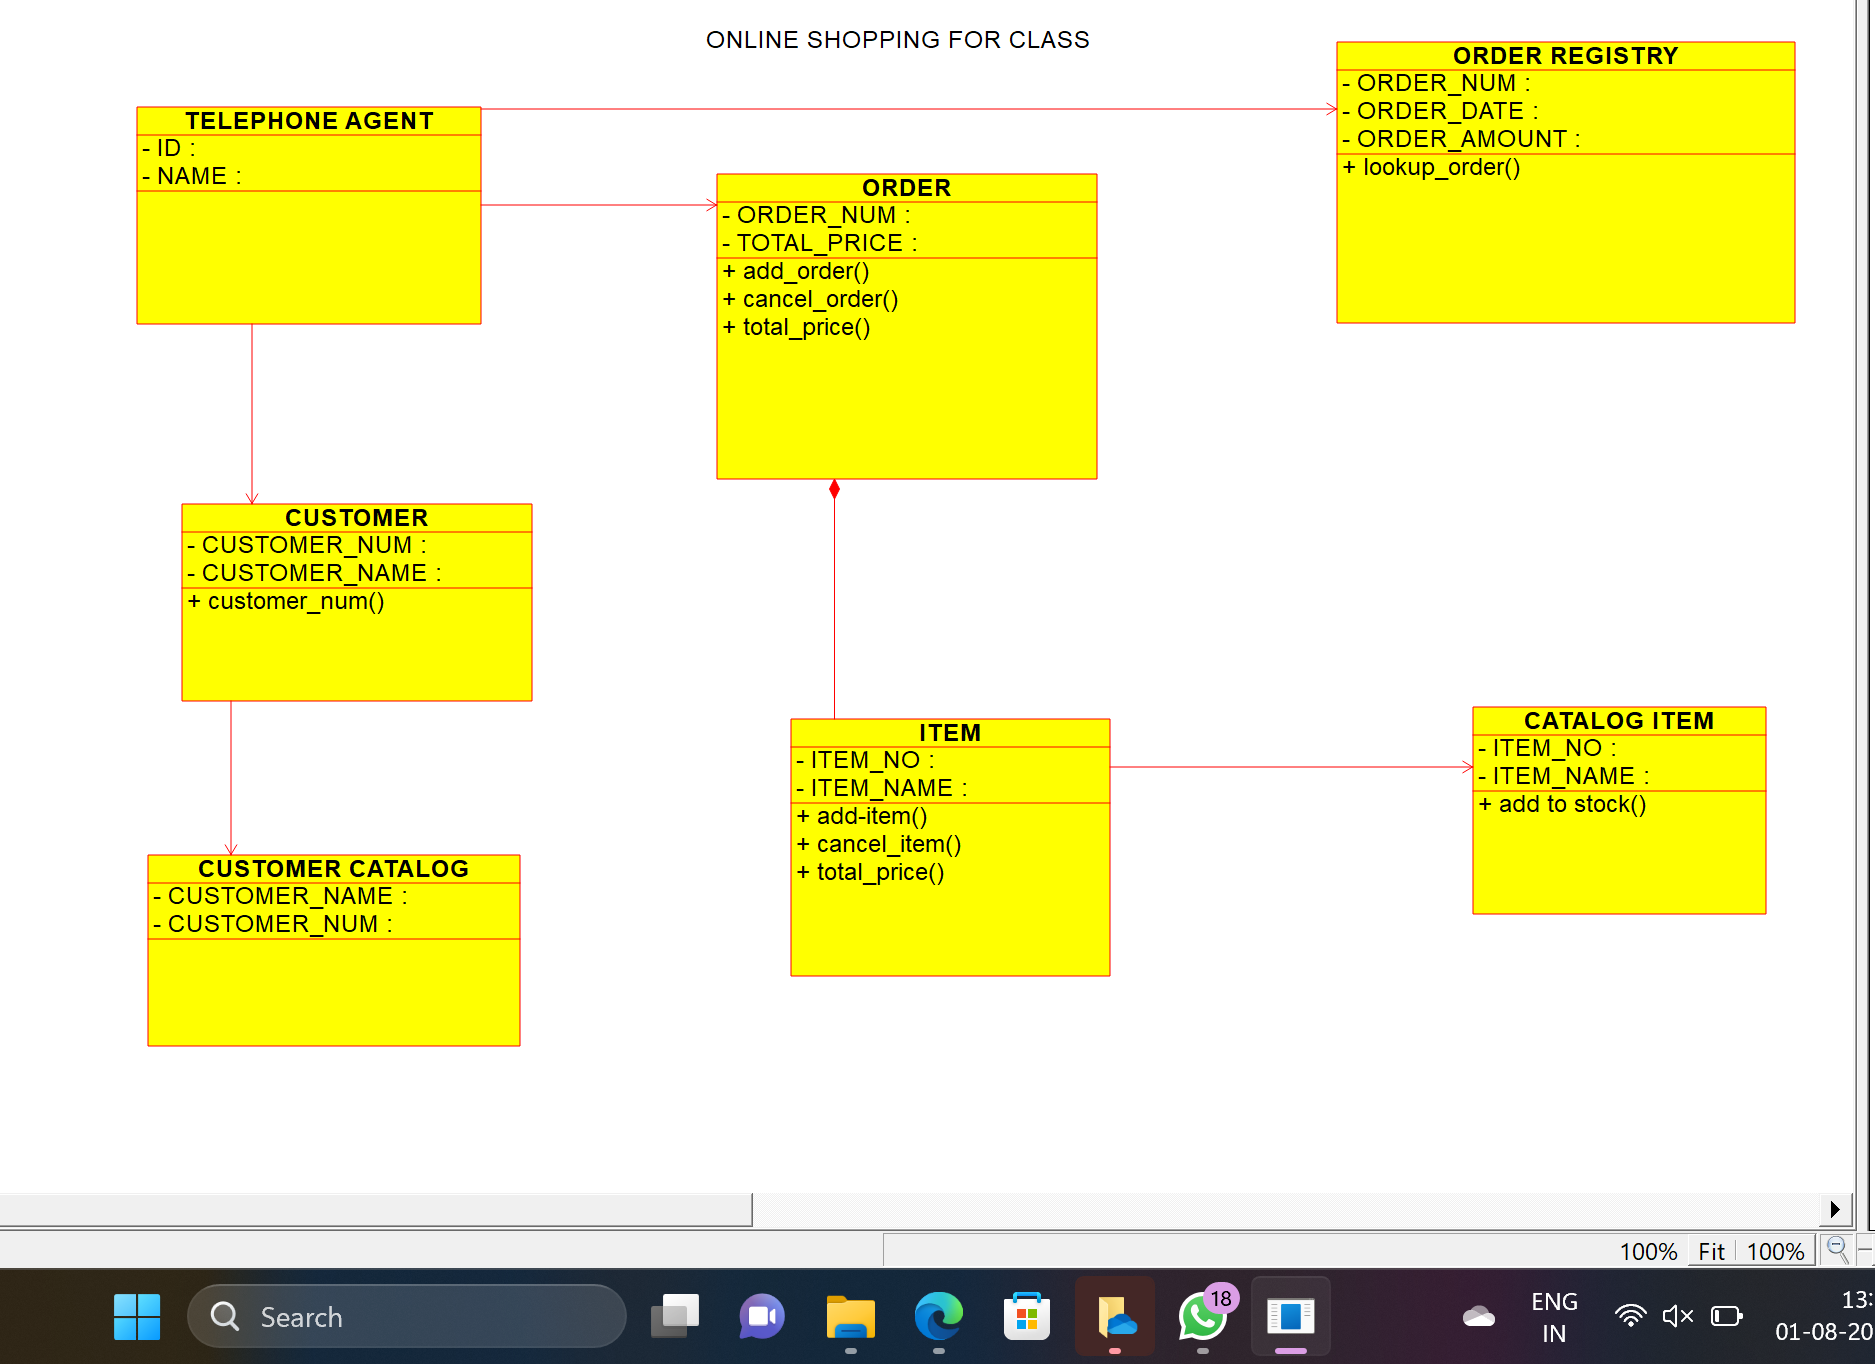 ONLINE SHOPPING FOR CLASS
ORDER REGISTRY
- ORDER_NUM :
- ORDER_DATE :
- ORDER_AMOUNT :
+ lookup_order()
TELEPHONE AGENT
- ID :
- NAME :
ORDER
- ORDER_NUM :
- TOTAL_PRICE :
+ add_order()
+ cancel_order()
+ total_price()
CUSTOMER
- CUSTOMER_NUM :
- CUSTOMER_NAME :
+ customer_num()
ITEM
- ITEM_NO :
- ITEM_NAME :
+ add-item()
+ cancel_item()
+ total_price()
CATALOG ITEM
- ITEM_NO :
- ITEM_NAME :
+ add to stock()
CUSTOMER CATALOG
- CUSTOMER_NAME :
- CUSTOMER_NUM :
100% Fit 100%
Search
18
ENG
IN
13:
01-08-20